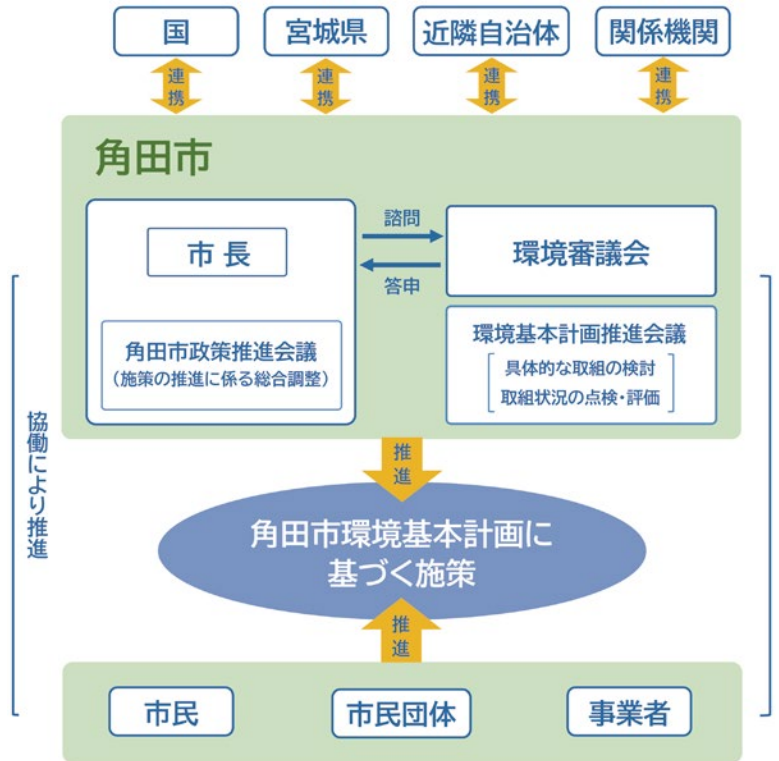 国
宮城県
近隣自治体
関係機関
連携
連携
連携
連携
角田市
市長
諮問
答申
環境審議会
角田市政策推進会議
（施策の推進に係る総合調整）
環境基本計画推進会議
具体的な取組の検討
取組状況の点検・評価
協働により推進
推進
角田市環境基本計画に
基づく施策
推進
市民
市民団体
事業者